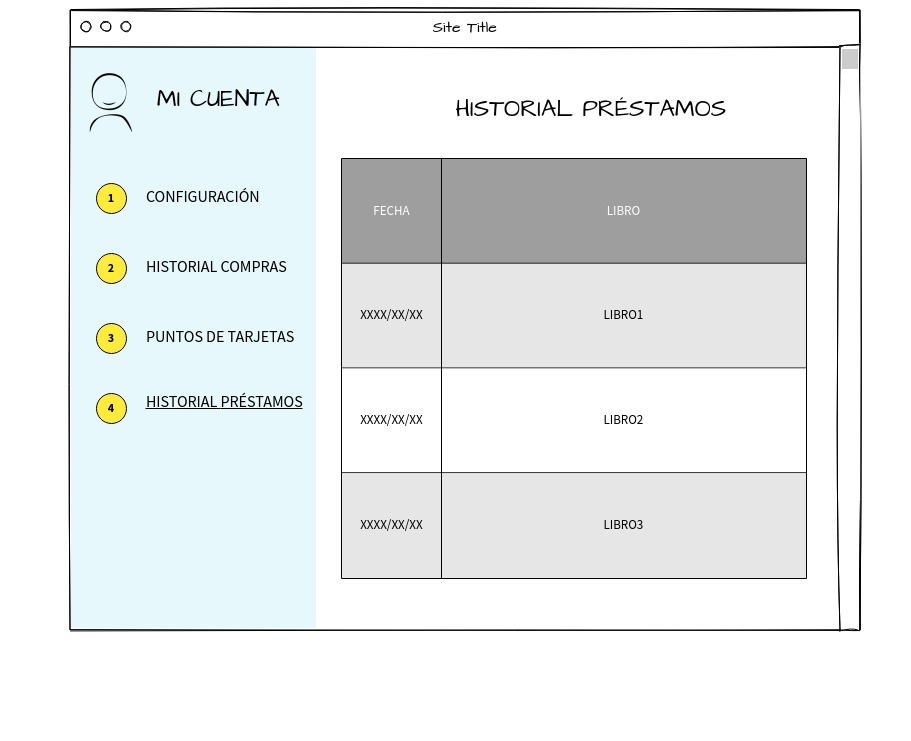 Site Title
MI CUENTA
1 CONFIGURACIÓN
2 HISTORIAL COMPRAS
3 PUNTOS DE TARJETAS
4 HISTORIAL PRÉSTAMOS
HISTORIAL PRÉSTAMOS
FECHA LIBRO
XXXX/XX/XX LIBRO1
XXXX/XX/XX LIBRO2
XXXX/XX/XX LIBRO3